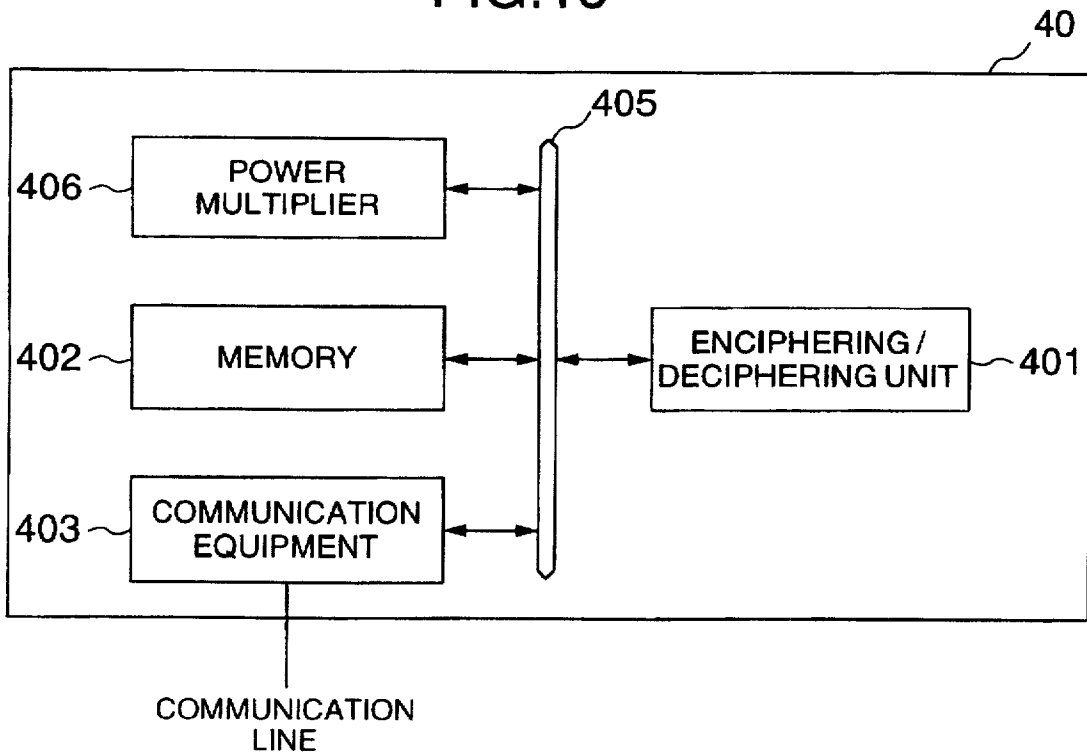 40
405
406
POWER
MULTIPLIER
402
MEMORY
ENCIPHERING /
DECIPHERING UNIT
401
403
COMMUNICATION
EQUIPMENT
COMMUNICATION
LINE